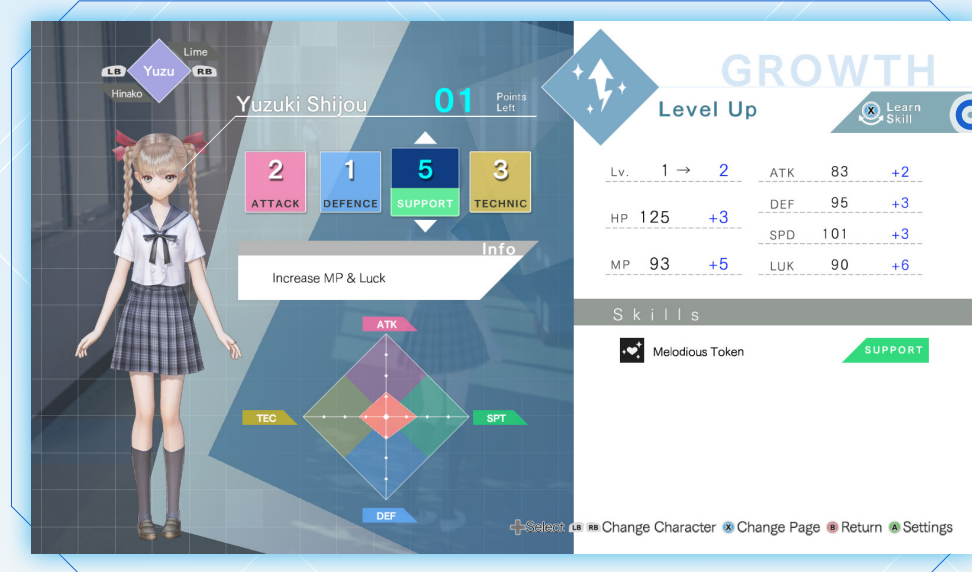 Lime
LB Yuzu RB
Hinako
Yuzuki Shijou
01 Points Left
2 ATTACK
1 DEFENCE
5 SUPPORT
3 TECHNIC
Info
Increase MP & Luck
ATK
TEC
SPT
DEF
GROWTH
Level Up
X Learn Skill
Lv. 1 → 2
HP 125 +3
MP 93 +5
ATK 83 +2
DEF 95 +3
SPD 101 +3
LUK 90 +6
Skills
Melodious Token SUPPORT
Select LB RB Change Character X Change Page B Return A Settings